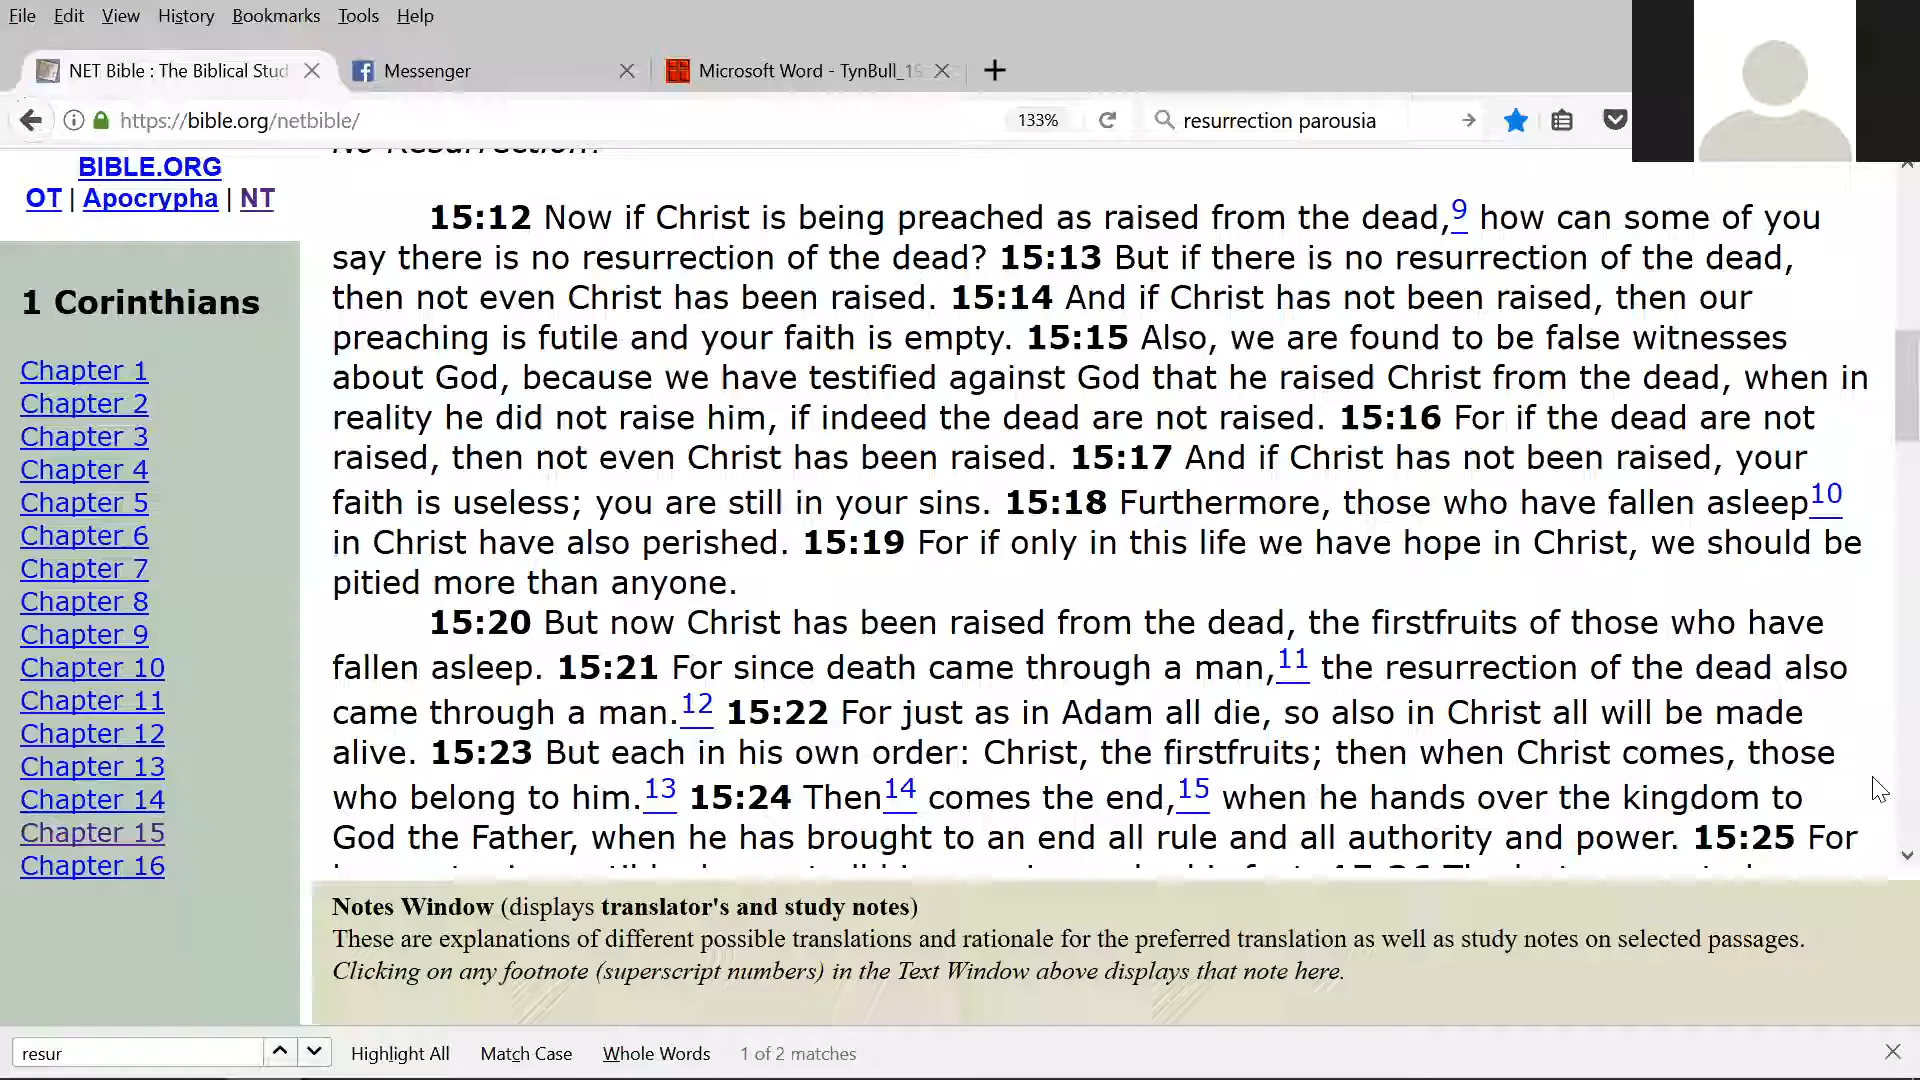 File Edit View History Bookmarks Tools Help
NET Bible : The Biblical Stud
Messenger
Microsoft Word - TynBull_15
https://bible.org/netbible/
133%
resurrection parousia
No Resurrection?
BIBLE.ORG
OT | Apocrypha | NT
1 Corinthians
Chapter 1
Chapter 2
Chapter 3
Chapter 4
Chapter 5
Chapter 6
Chapter 7
Chapter 8
Chapter 9
Chapter 10
Chapter 11
Chapter 12
Chapter 13
Chapter 14
Chapter 15
Chapter 16
15:12 Now if Christ is being preached as raised from the dead,9 how can some of you
say there is no resurrection of the dead? 15:13 But if there is no resurrection of the dead,
then not even Christ has been raised. 15:14 And if Christ has not been raised, then our
preaching is futile and your faith is empty. 15:15 Also, we are found to be false witnesses
about God, because we have testified against God that he raised Christ from the dead, when in
reality he did not raise him, if indeed the dead are not raised. 15:16 For if the dead are not
raised, then not even Christ has been raised. 15:17 And if Christ has not been raised, your
faith is useless; you are still in your sins. 15:18 Furthermore, those who have fallen asleep10
in Christ have also perished. 15:19 For if only in this life we have hope in Christ, we should be
pitied more than anyone.
15:20 But now Christ has been raised from the dead, the firstfruits of those who have
fallen asleep. 15:21 For since death came through a man,11 the resurrection of the dead also
came through a man.12 15:22 For just as in Adam all die, so also in Christ all will be made
alive. 15:23 But each in his own order: Christ, the firstfruits; then when Christ comes, those
who belong to him.13 15:24 Then14 comes the end,15 when he hands over the kingdom to
God the Father, when he has brought to an end all rule and all authority and power. 15:25 For
Notes Window (displays translator's and study notes)
These are explanations of different possible translations and rationale for the preferred translation as well as study notes on selected passages.
Clicking on any footnote (superscript numbers) in the Text Window above displays that note here.
resur
Highlight All Match Case Whole Words 1 of 2 matches